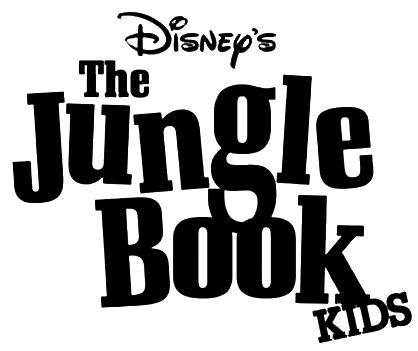 Disney's
The
Jungle
Book
KIDS